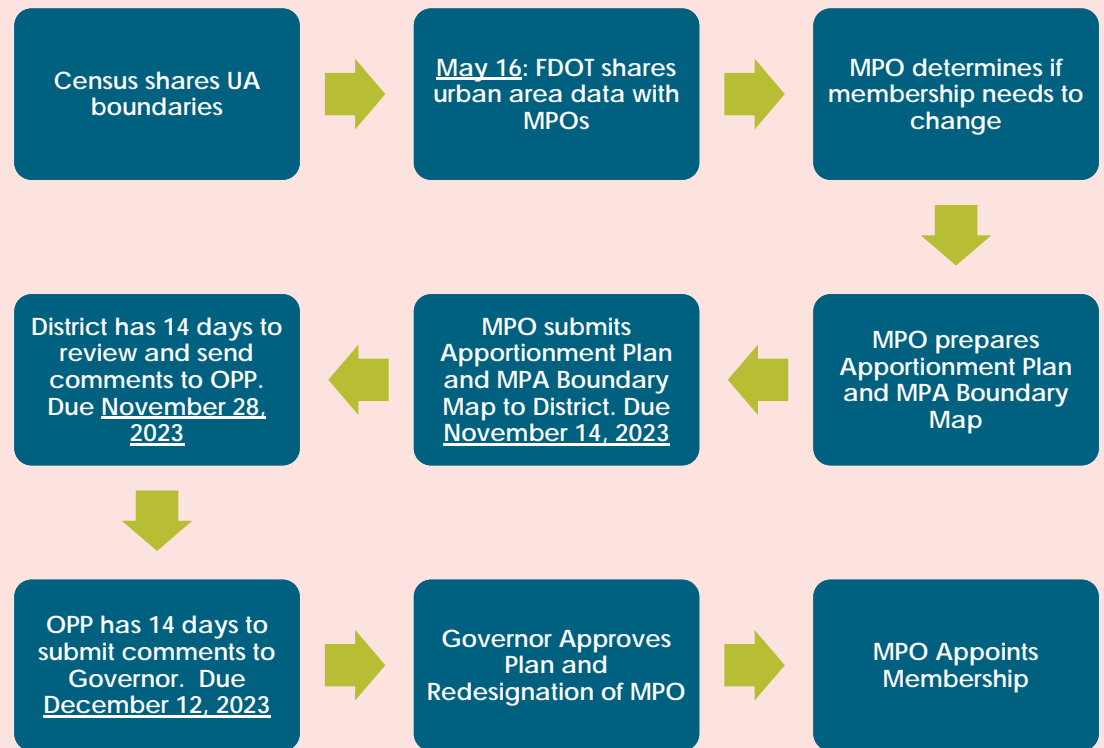 Census shares UA
boundaries
May 16: FDOT shares
urban area data with
MPOs
MPO determines if
membership needs to
change
MPO prepares
Apportionment Plan
and MPA Boundary
Map
MPO submits
Apportionment Plan
and MPA Boundary
Map to District. Due
November 14, 2023
District has 14 days to
review and send
comments to OPP.
Due November 28,
2023
OPP has 14 days to
submit comments to
Governor. Due
December 12, 2023
Governor Approves
Plan and
Redesignation of MPO
MPO Appoints
Membership